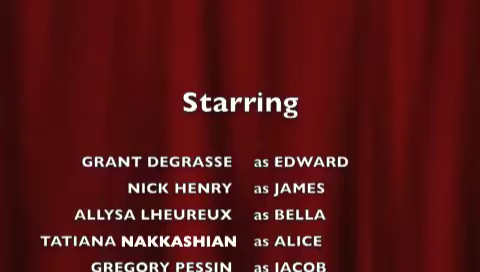 Starring
GRANT DEGRASSE as EDWARD
NICK HENRY as JAMES
ALLYSA LHEUREUX as BELLA
TATIANA NAKKASHIAN as ALICE
GREGORY PESSIN as JACOB